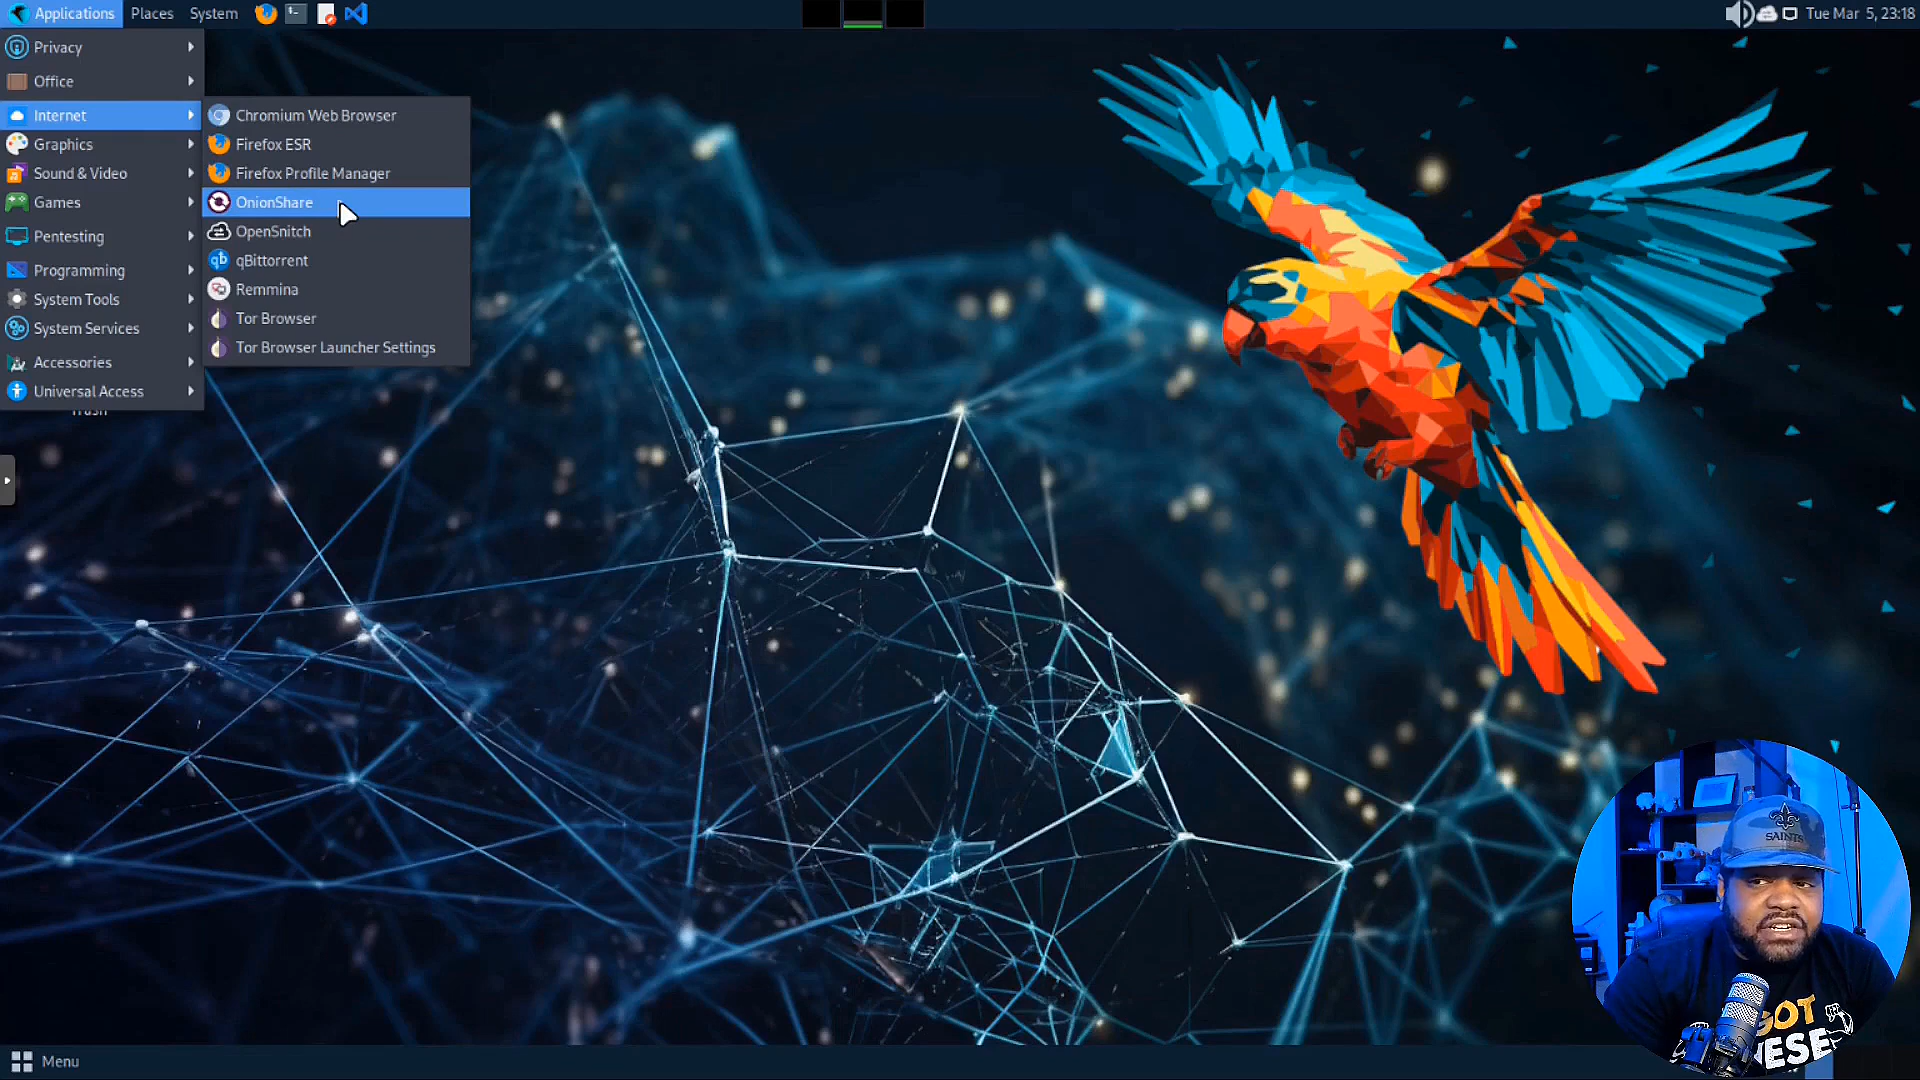 Applications Places System
Tue Mar 5, 23:18
Privacy
Office
Internet
Graphics
Sound & Video
Games
Pentesting
Programming
System Tools
System Services
Accessories
Universal Access
Chromium Web Browser
Firefox ESR
Firefox Profile Manager
OnionShare
OpenSnitch
qBittorrent
Remmina
Tor Browser
Tor Browser Launcher Settings
Trash
SAINTS
GOT
Menu